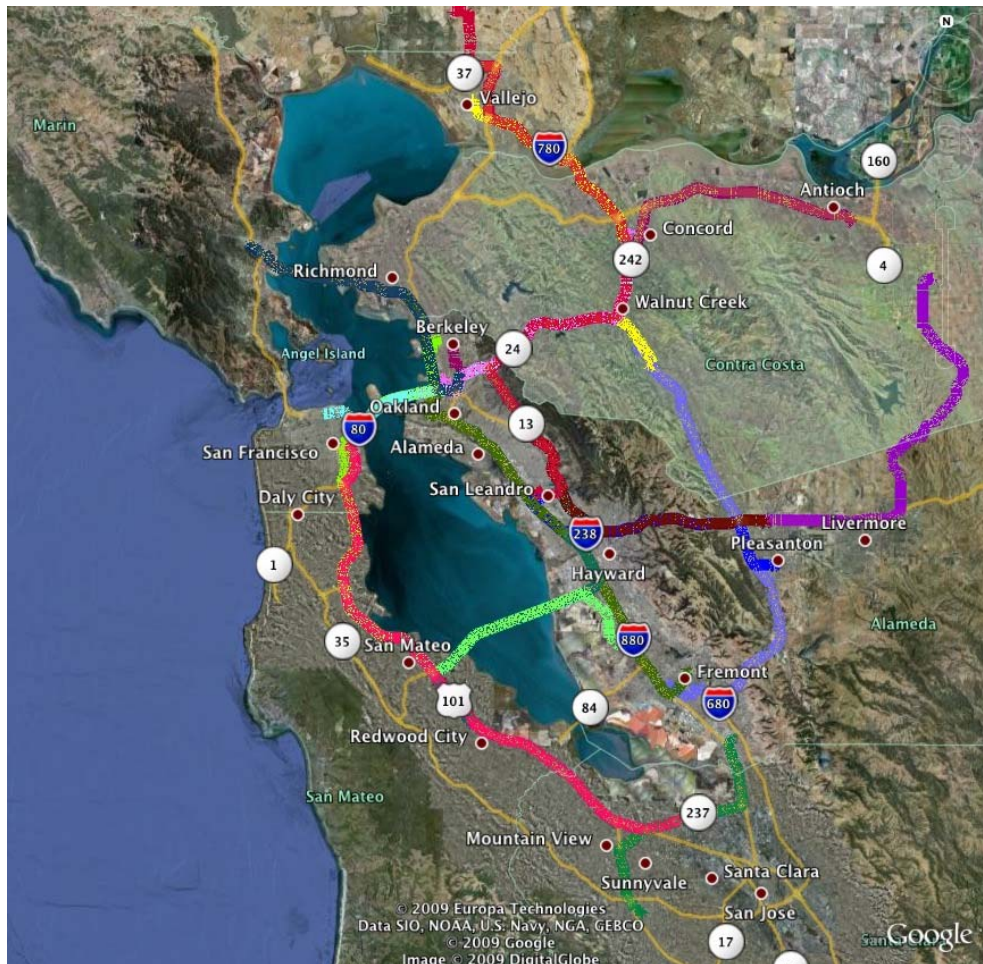 N
37
Vallejo
Marin
780
160
Antioch
Concord
242
4
Richmond
Walnut Creek
Berkeley
24
Angel Island
Contra Costa
Oakland
80
13
San Francisco
Alameda
San Leandro
Daly City
Livermore
238
Pleasanton
1
Hayward
Alameda
35
880
San Mateo
Fremont
101
680
84
Redwood City
San Mateo
237
Mountain View
Santa Clara
Sunnyvale
San Jose
© 2009 Europa Technologies
Data SIO, NOAA, U.S. Navy, NGA, GEBCO
© 2009 Google
Image © 2009 DigitalGlobe
17
Google